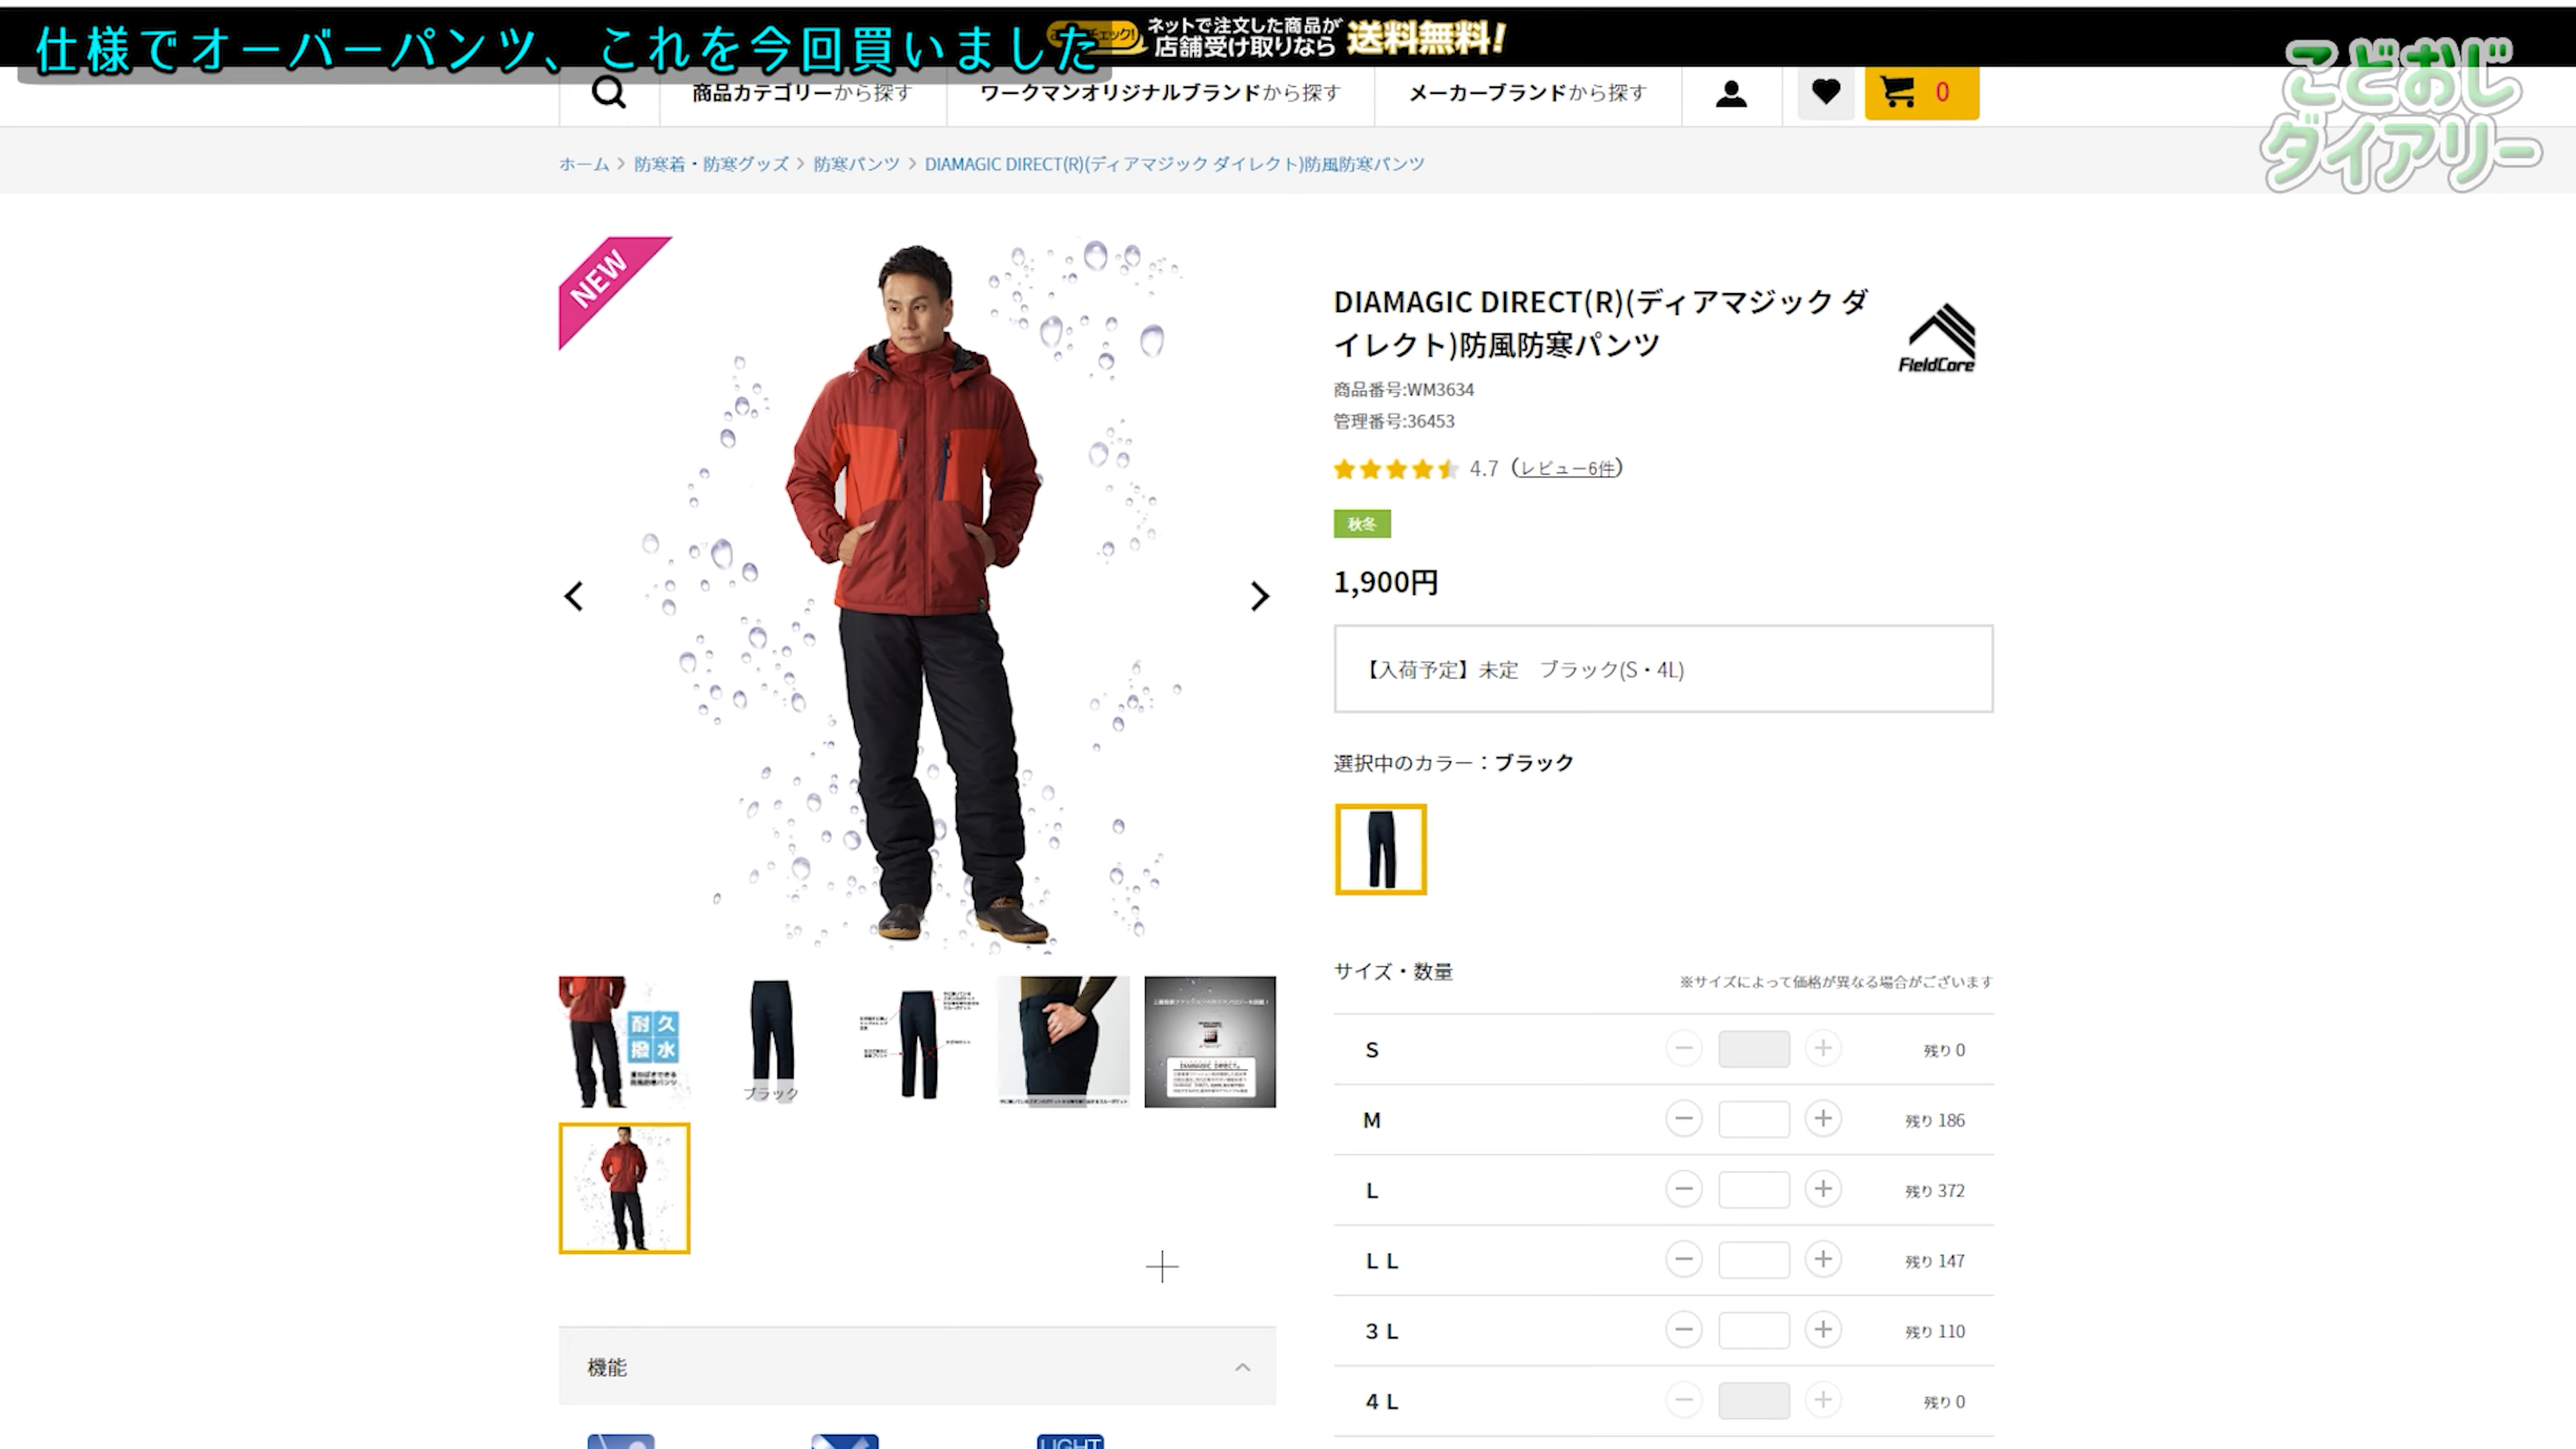 仕様でオーバーパンツ、これを今回買いました
チェック!
ネットで注文した商品が
店舗受け取りなら
送料無料!
こどおじ
ダイアリー
商品カテゴリーから探す
ワークマンオリジナルブランドから探す
メーカーブランドから探す
0
ホーム > 防寒着・防寒グッズ > 防寒パンツ > DIAMAGIC DIRECT(R)(ディアマジック ダイレクト)防風防寒パンツ
NEW
DIAMAGIC DIRECT(R)(ディアマジック ダ
イレクト)防風防寒パンツ
FieldCore
商品番号:WM3634
管理番号:36453
4.7 (レビュー6件)
秋冬
1,900円
【入荷予定】未定 ブラック(S・4L)
選択中のカラー:ブラック
サイズ・数量
※サイズによって価格が異なる場合がございます
S 残り 0
M 残り 186
L 残り 372
LL 残り 147
3L 残り 110
4L 残り 0
耐久
撥水
ブラック
DIAMAGIC DIRECT
機能
LIGHT